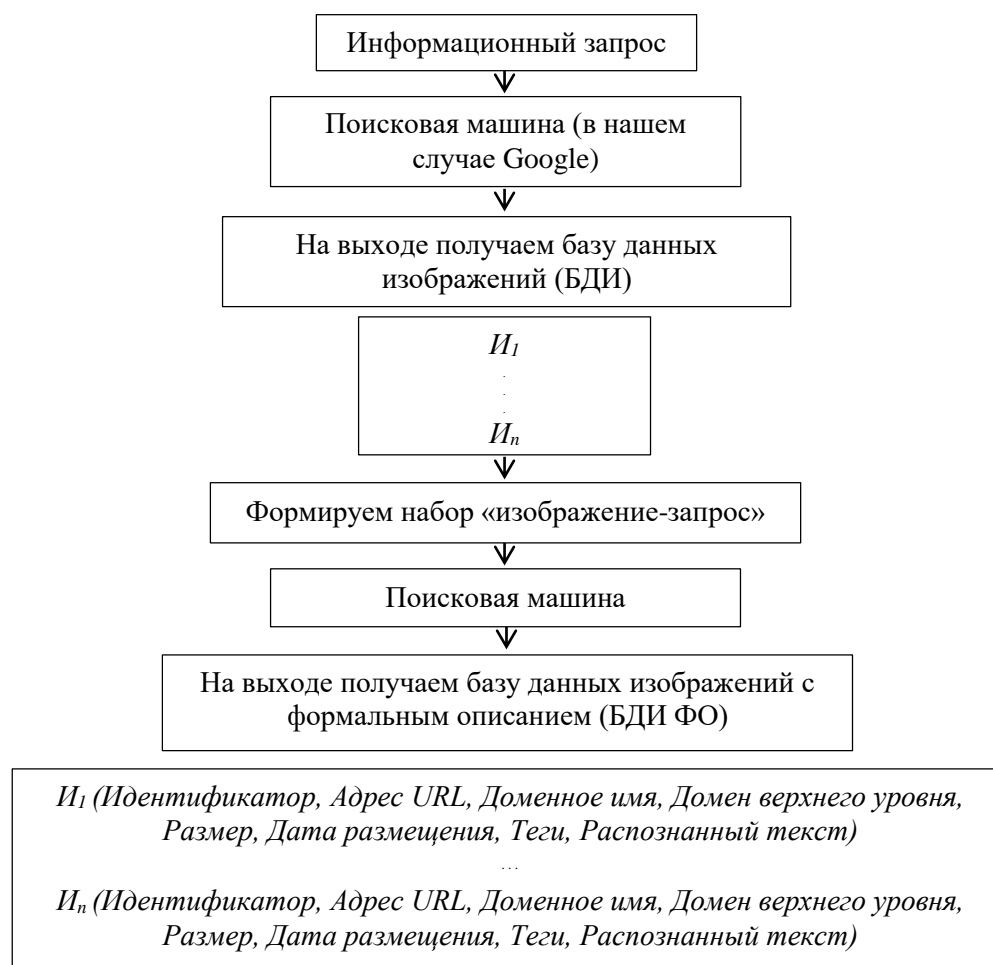 Информационный запрос
Поисковая машина (в нашем
случае Google)
На выходе получаем базу данных
изображений (БДИ)
И1
.
.
.
Иn
Формируем набор «изображение-запрос»
Поисковая машина
На выходе получаем базу данных изображений с
формальным описанием (БДИ ФО)
И1 (Идентификатор, Адрес URL, Доменное имя, Домен верхнего уровня,
Размер, Дата размещения, Теги, Распознанный текст)
...
Иn (Идентификатор, Адрес URL, Доменное имя, Домен верхнего уровня,
Размер, Дата размещения, Теги, Распознанный текст)